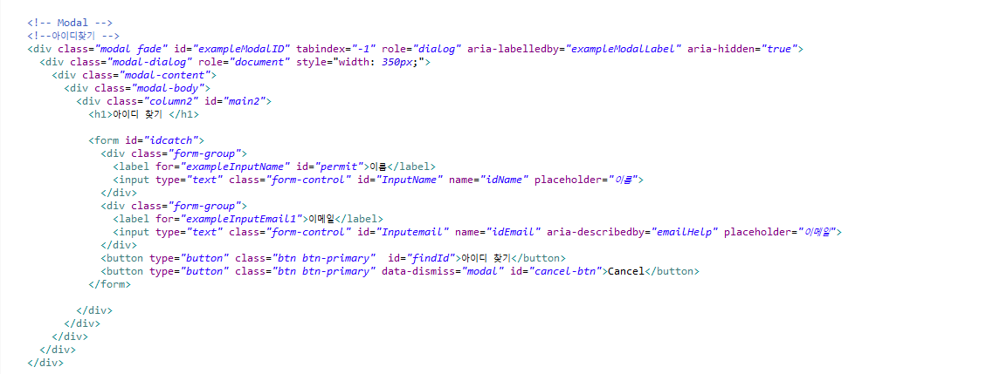 <!-- Modal -->
<!--아이디찾기 -->
<div class="modal fade" id="exampleModalID" tabindex="-1" role="dialog" aria-labelledby="exampleModalLabel" aria-hidden="true">
<div class="modal-dialog" role="document" style="width: 350px;">
<div class="modal-content">
<div class="modal-body">
<div class="column2" id="main2">
<h1>아이디 찾기 </h1>
<form id="idcatch">
<div class="form-group">
<label for="exampleInputName" id="permit">이름</label>
<input type="text" class="form-control" id="InputName" name="idName" placeholder="이름">
</div>
<div class="form-group">
<label for="exampleInputEmail1">이메일</label>
<input type="text" class="form-control" id="Inputemail" name="idEmail" aria-describedby="emailHelp" placeholder="이메일">
</div>
<button type="button" class="btn btn-primary"  id="findId">아이디 찾기</button>
<button type="button" class="btn btn-primary" data-dismiss="modal" id="cancel-btn">Cancel</button>
</form>
</div>
</div>
</div>
</div>
</div>